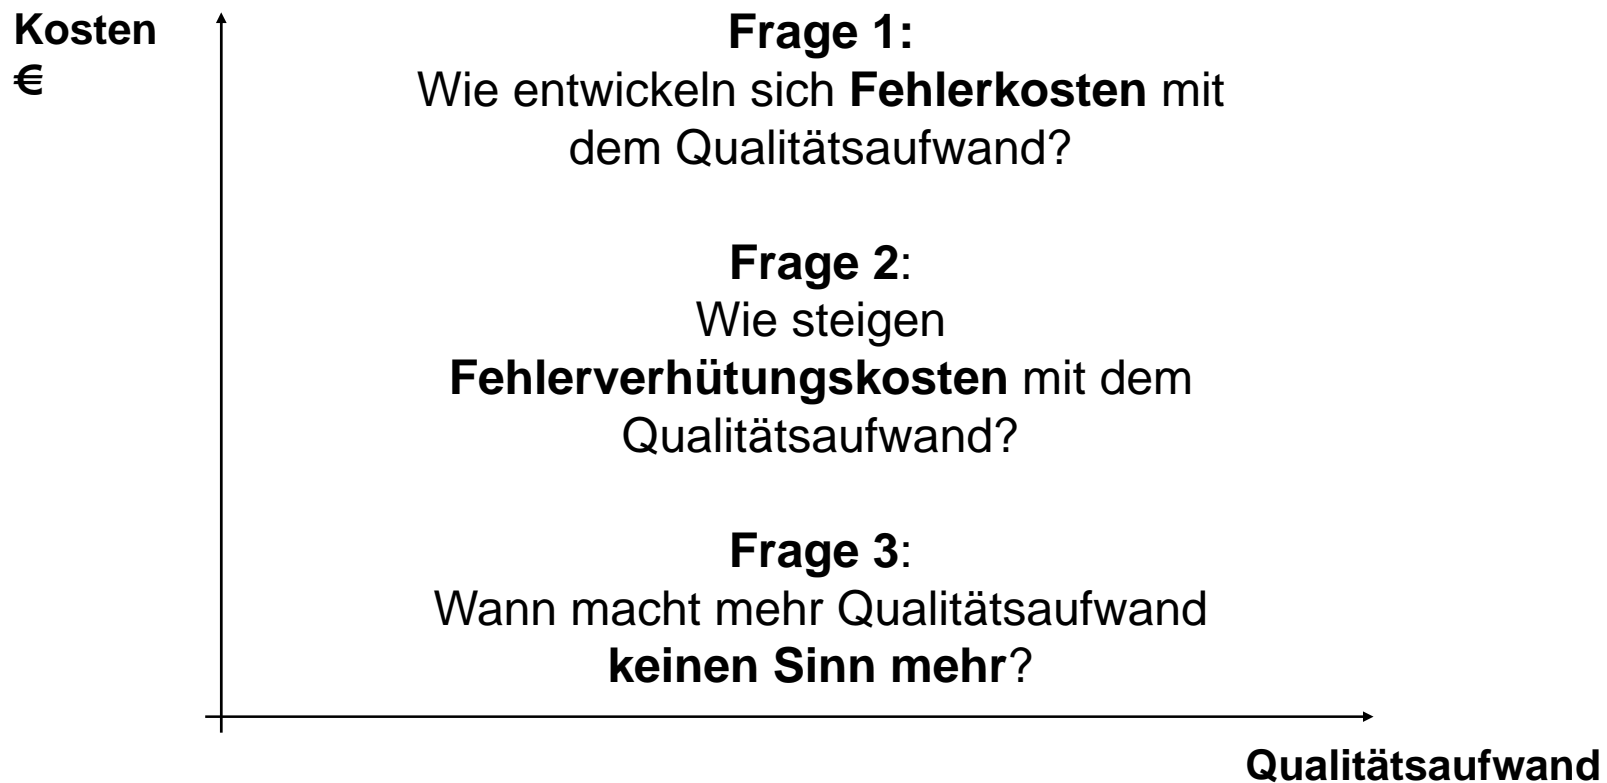 Kosten
€
Frage 1:
Wie entwickeln sich Fehlerkosten mit
dem Qualitätsaufwand?
Frage 2:
Wie steigen
Fehlerverhütungskosten mit dem
Qualitätsaufwand?
Frage 3:
Wann macht mehr Qualitätsaufwand
keinen Sinn mehr?
Qualitätsaufwand